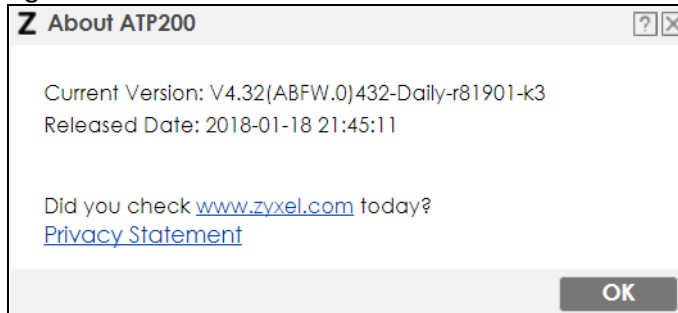 Z About ATP200
Current Version: V4.32(ABFW.0)432-Daily-r81901-k3
Released Date: 2018-01-18 21:45:11
Did you check www.zyxel.com today?
Privacy Statement
OK